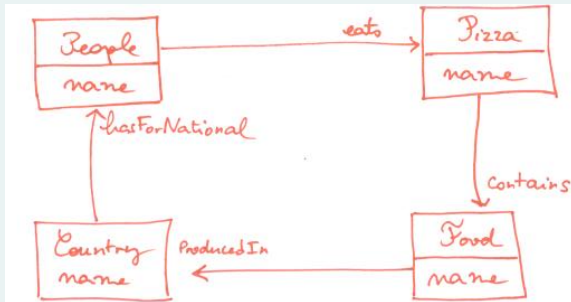 People
name
eats
Pizza
name
hasForNational
Contains
Country
name
ProducedIn
Food
name